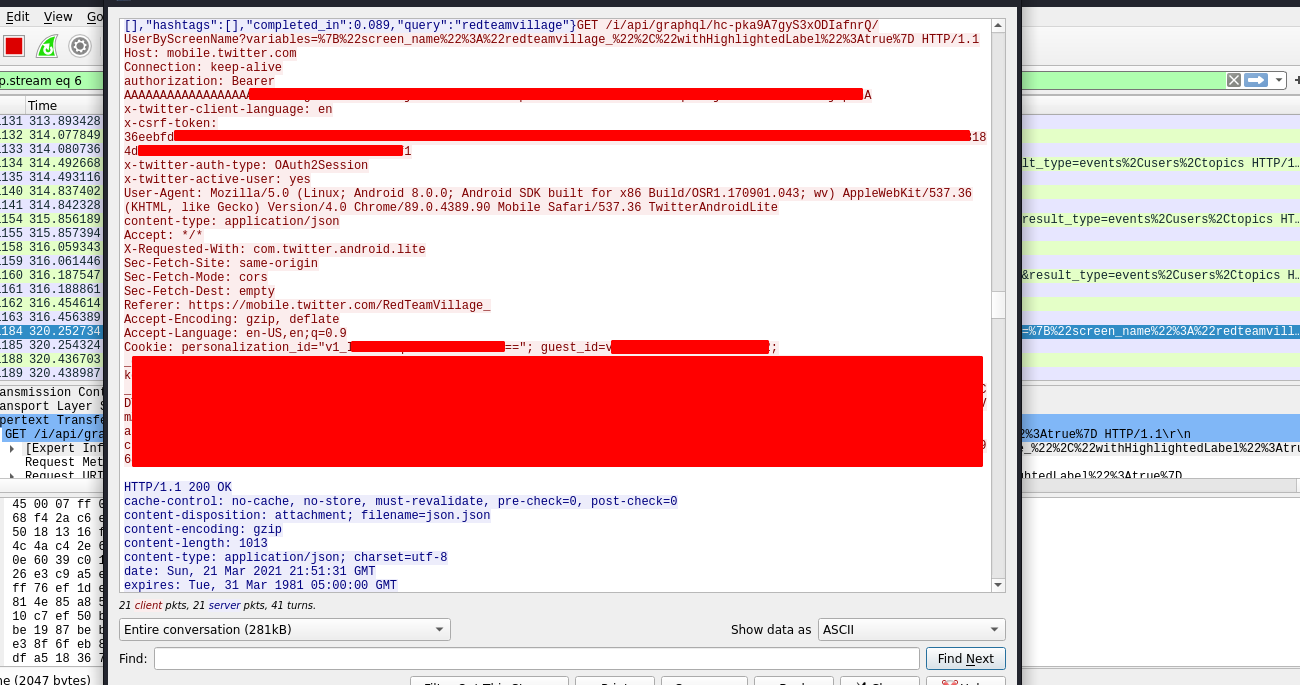 Edit View Go
p.stream eq 6
Time
131 313.893428
132 314.077849
133 314.080736
134 314.492668
135 314.493116
140 314.837402
141 314.842328
154 315.856189
155 315.857394
158 316.059343
159 316.061446
160 316.187547
161 316.188861
162 316.454614
163 316.456389
184 320.252734
185 320.254324
188 320.436703
189 320.438987
ansmission Cont
ansport Layer S
pertext Transfe
GET /i/api/gra
[Expert Inf
Request Met
Request URI
45 00 07 ff
68 f4 2a c6
50 18 13 16
4c 4a c4 2e
0e 60 39 c0
26 e3 c9 a5
ff 76 ef 1d
81 4e 85 a8
10 c7 ef 50
be 19 87 be
e3 8f 6f eb
df a5 18 36
ne (2047 bytes)
[],"hashtags":[],"completed_in":0.089,"query":"redteamvillage"}GET /i/api/graphql/hc-pka9A7gyS3xODIafnrQ/
UserByScreenName?variables=%7B%22screen_name%22%3A%22redteamvillage_%22%2C%22withHighlightedLabel%22%3Atrue%7D HTTP/1.1
Host: mobile.twitter.com
Connection: keep-alive
authorization: Bearer
AAAAAAAAAAAAAAAAAA A
x-twitter-client-language: en
x-csrf-token:
36eebfd 18
4d 1
x-twitter-auth-type: OAuth2Session
x-twitter-active-user: yes
User-Agent: Mozilla/5.0 (Linux; Android 8.0.0; Android SDK built for x86 Build/OSR1.170901.043; wv) AppleWebKit/537.36
(KHTML, like Gecko) Version/4.0 Chrome/89.0.4389.90 Mobile Safari/537.36 TwitterAndroidLite
content-type: application/json
Accept: */*
X-Requested-With: com.twitter.android.lite
Sec-Fetch-Site: same-origin
Sec-Fetch-Mode: cors
Sec-Fetch-Dest: empty
Referer: https://mobile.twitter.com/RedTeamVillage_
Accept-Encoding: gzip, deflate
Accept-Language: en-US,en;q=0.9
Cookie: personalization_id="v1_ =="; guest_id=v ;
HTTP/1.1 200 OK
cache-control: no-cache, no-store, must-revalidate, pre-check=0, post-check=0
content-disposition: attachment; filename=json.json
content-encoding: gzip
content-length: 1013
content-type: application/json; charset=utf-8
date: Sun, 21 Mar 2021 21:51:31 GMT
expires: Tue, 31 Mar 1981 05:00:00 GMT
21 client pkts, 21 server pkts, 41 turns.
Entire conversation (281kB)
Show data as ASCII
Find:
Find Next
lt_type=events%2Cusers%2Ctopics HTTP/1…
result_type=events%2Cusers%2Ctopics HT…
&result_type=events%2Cusers%2Ctopics H…
=%7B%22screen_name%22%3A%22redteamvill…
2%3Atrue%7D HTTP/1.1\r\n
e_%22%2C%22withHighlightedLabel%22%3Atru
htedLabel%22%3Atrue%7D